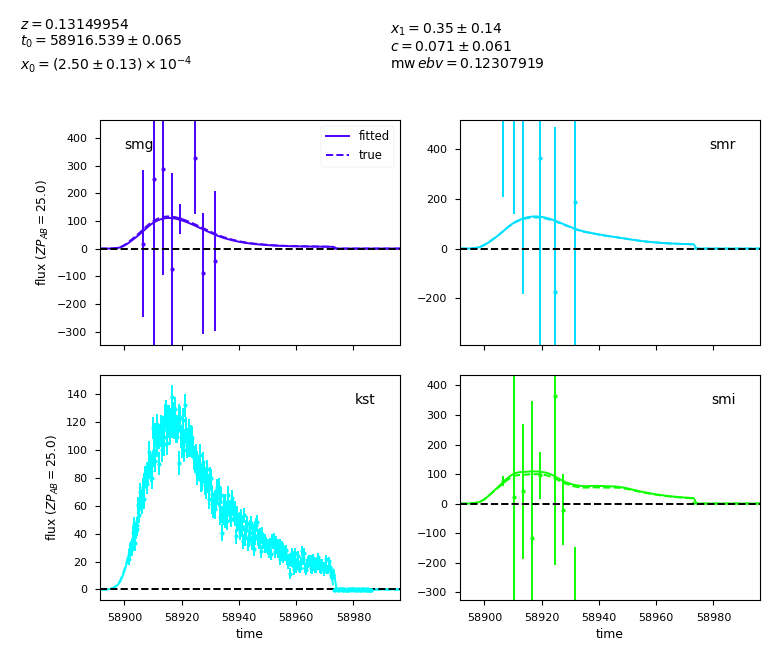 z = 0.13149954
t₀ = 58916.539 ± 0.065
x₀ = (2.50 ± 0.13) × 10⁻⁴
x₁ = 0.35 ± 0.14
c = 0.071 ± 0.061
mw ebv = 0.12307919
smg
fitted
true
400
300
200
100
0
−100
−200
−300
flux (ZP_AB = 25.0)
smr
400
200
0
−200
kst
140
120
100
80
60
40
20
0
flux (ZP_AB = 25.0)
58900 58920 58940 58960 58980
time
smi
400
300
200
100
0
−100
−200
−300
58900 58920 58940 58960 58980
time